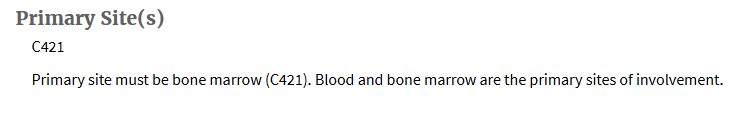 Primary Site(s)
C421
Primary site must be bone marrow (C421). Blood and bone marrow are the primary sites of involvement.